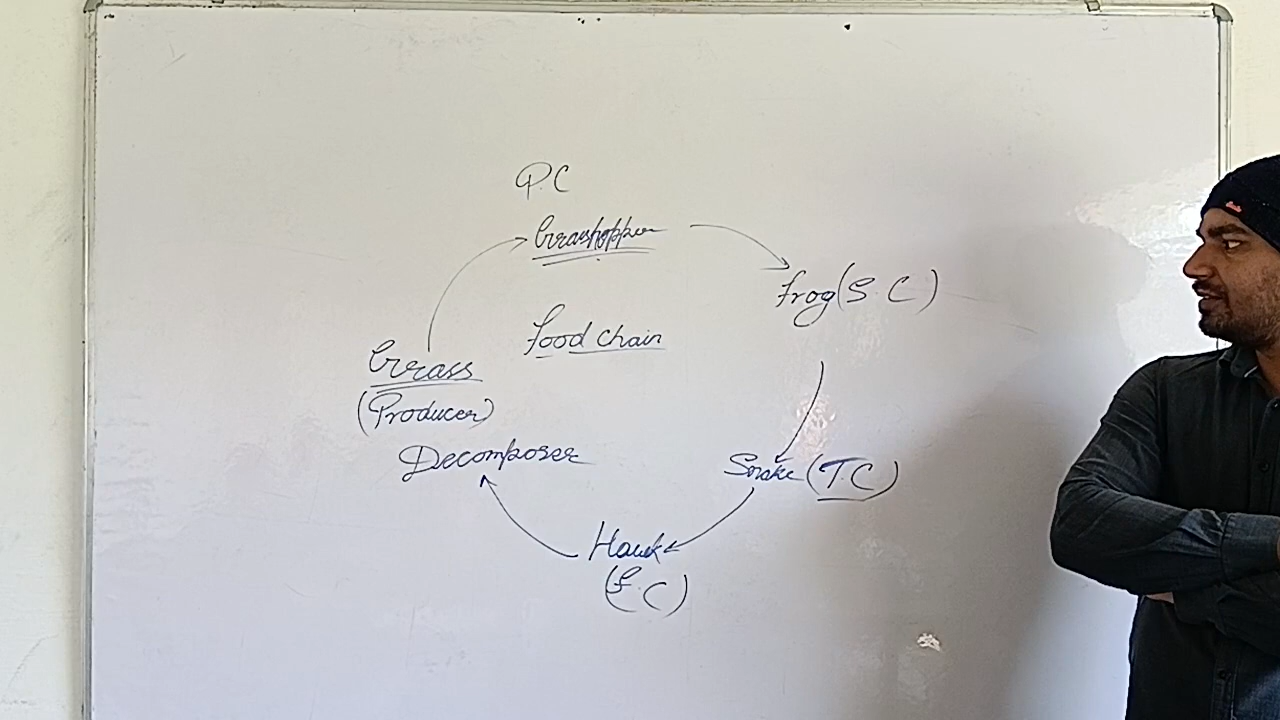 P.C
Grasshopper
Frog (S.C)
Food chain
Grass
(Producer)
Decomposer
Snake (T.C)
Hawk
(F.C)